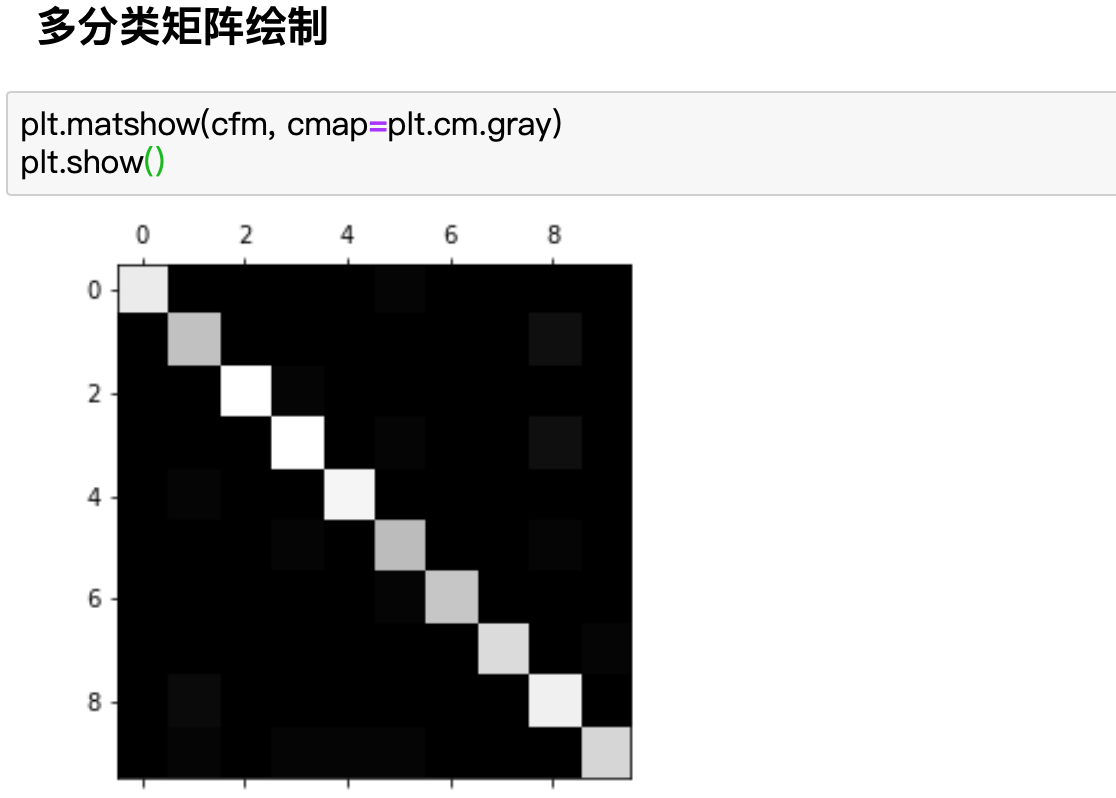 多分类矩阵绘制
plt.matshow(cfm, cmap=plt.cm.gray)
plt.show()
0 2 4 6 8
0
2
4
6
8